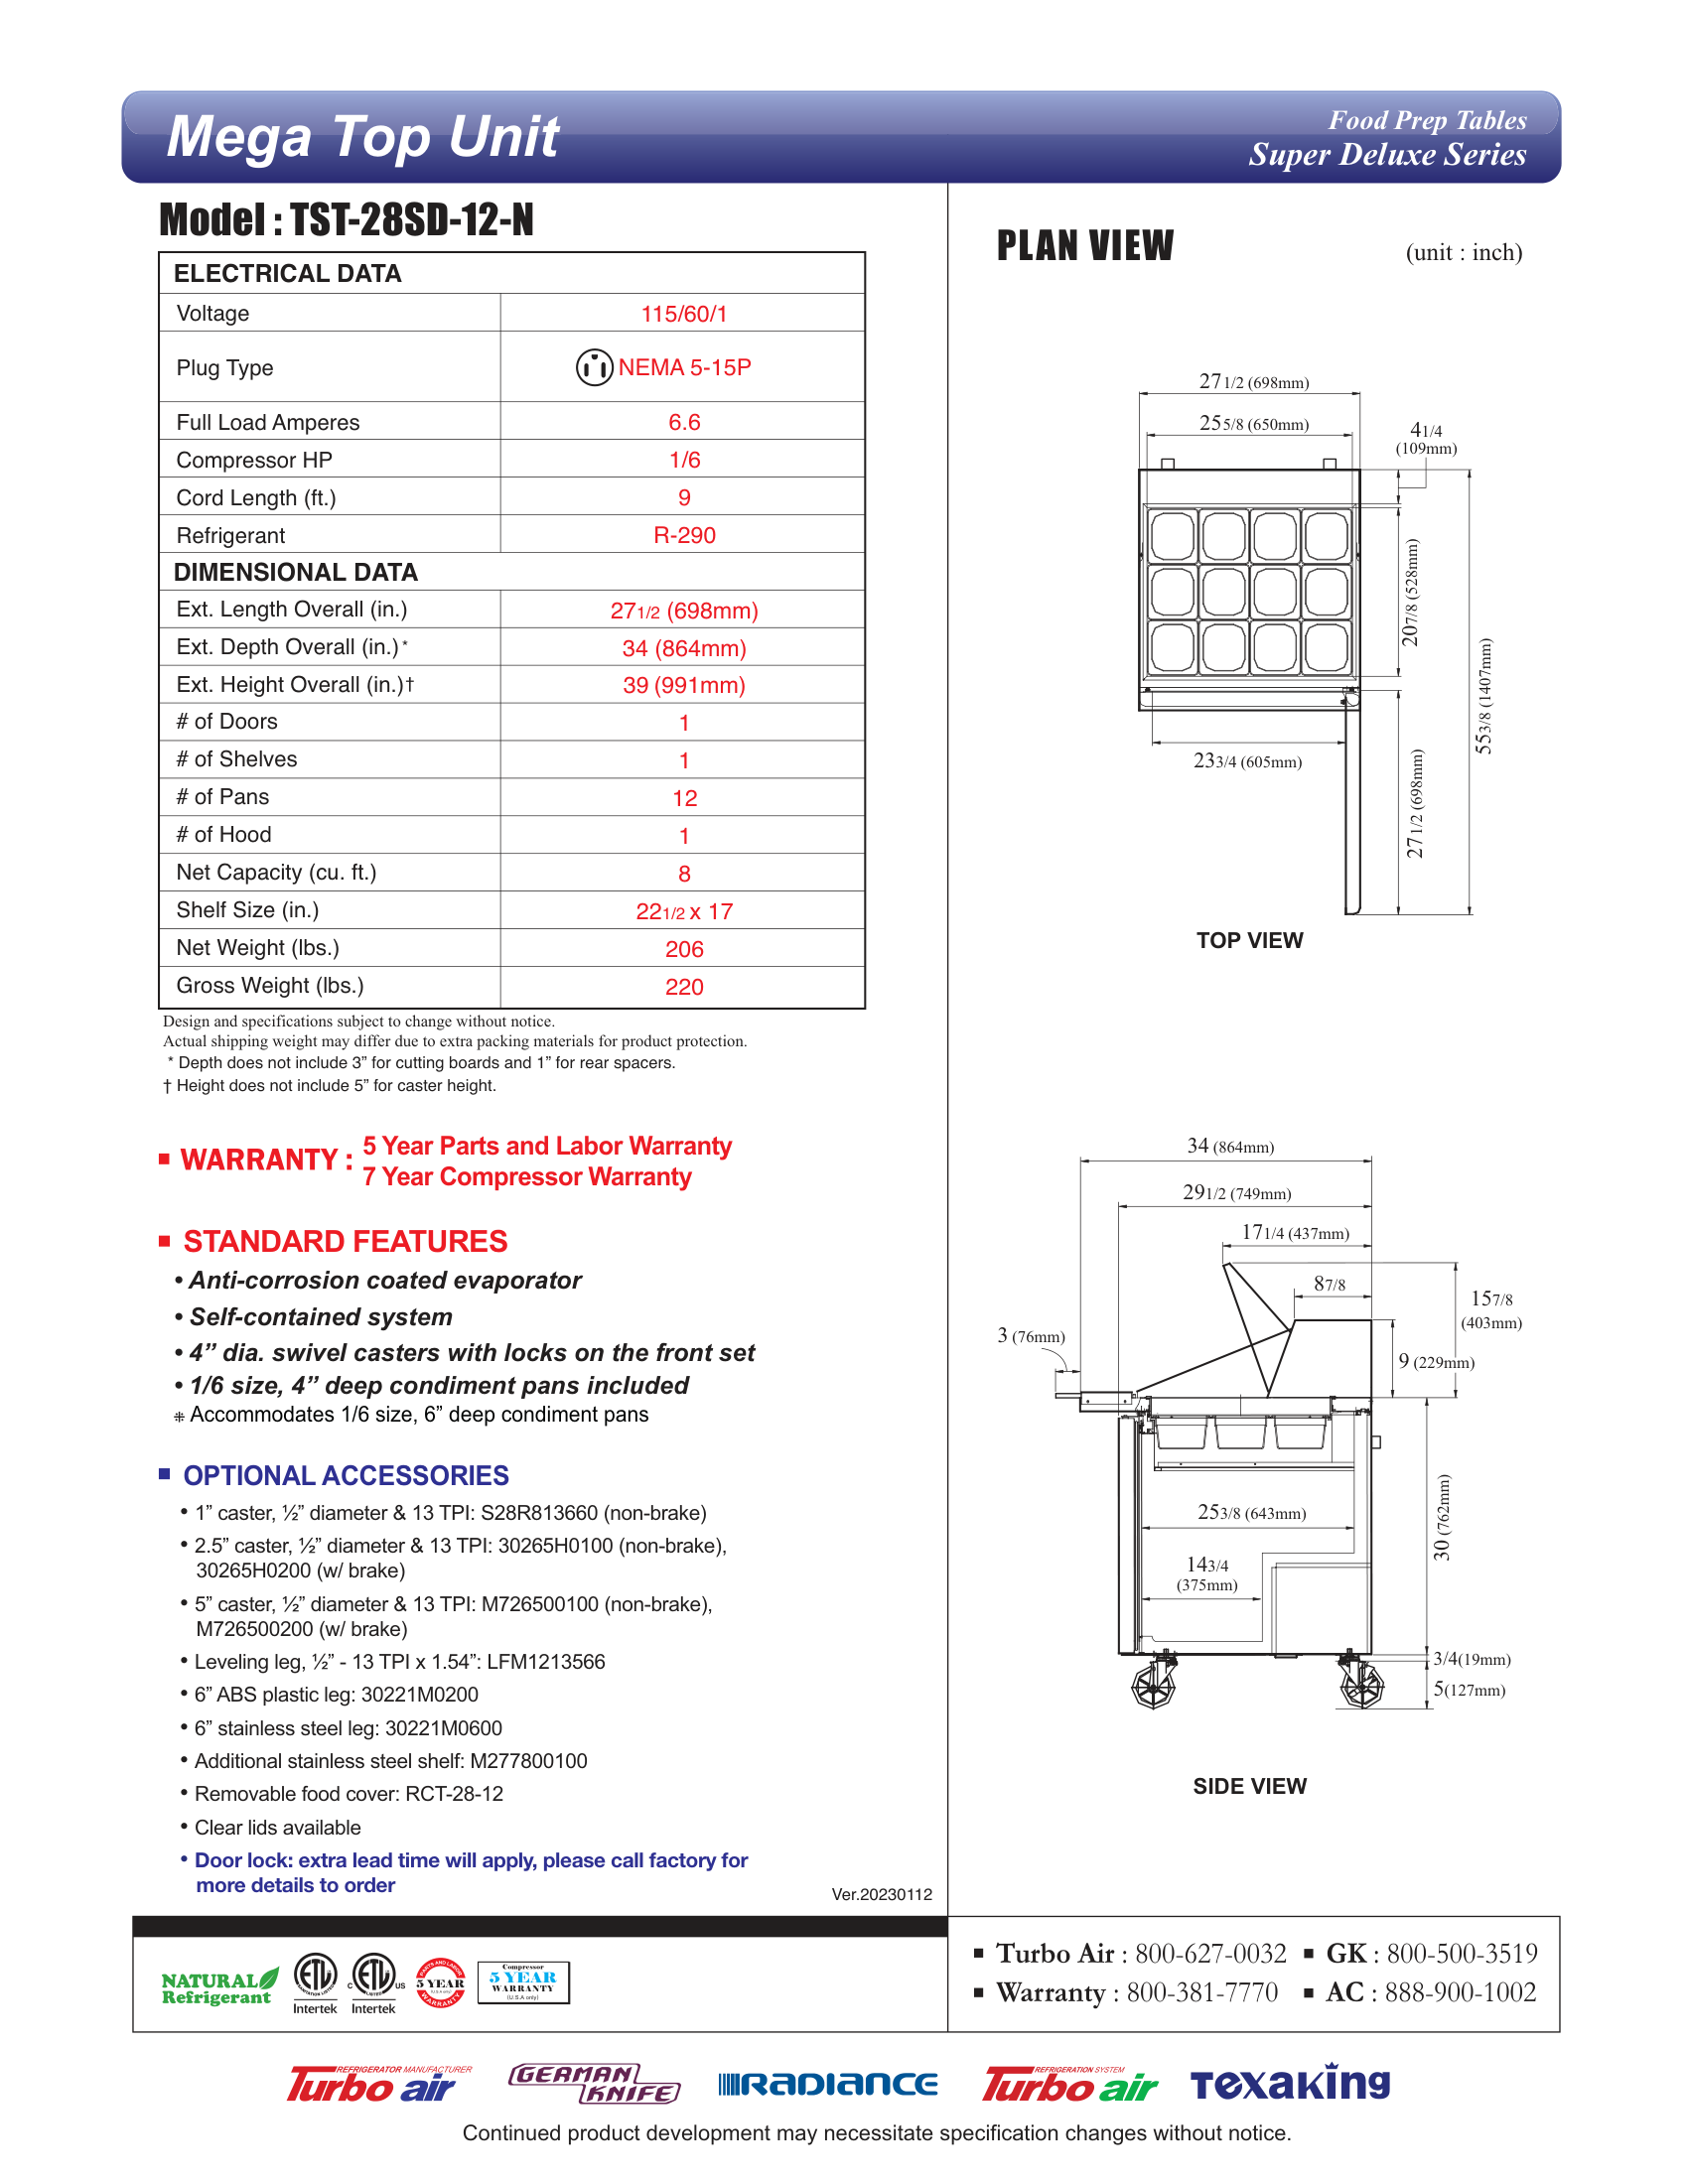 Mega Top Unit
Food Prep Tables
Super Deluxe Series
Model : TST-28SD-12-N
ELECTRICAL DATA
Voltage 115/60/1
Plug Type NEMA 5-15P
Full Load Amperes 6.6
Compressor HP 1/6
Cord Length (ft.) 9
Refrigerant R-290
DIMENSIONAL DATA
Ext. Length Overall (in.) 27 1/2 (698mm)
Ext. Depth Overall (in.)* 34 (864mm)
Ext. Height Overall (in.)† 39 (991mm)
# of Doors 1
# of Shelves 1
# of Pans 12
# of Hood 1
Net Capacity (cu. ft.) 8
Shelf Size (in.) 22 1/2 x 17
Net Weight (lbs.) 206
Gross Weight (lbs.) 220
Design and specifications subject to change without notice.
Actual shipping weight may differ due to extra packing materials for product protection.
* Depth does not include 3” for cutting boards and 1” for rear spacers.
† Height does not include 5” for caster height.
WARRANTY : 5 Year Parts and Labor Warranty
7 Year Compressor Warranty
STANDARD FEATURES
• Anti-corrosion coated evaporator
• Self-contained system
• 4” dia. swivel casters with locks on the front set
• 1/6 size, 4” deep condiment pans included
⁜ Accommodates 1/6 size, 6” deep condiment pans
OPTIONAL ACCESSORIES
• 1” caster, ½” diameter & 13 TPI: S28R813660 (non-brake)
• 2.5” caster, ½” diameter & 13 TPI: 30265H0100 (non-brake),
30265H0200 (w/ brake)
• 5” caster, ½” diameter & 13 TPI: M726500100 (non-brake),
M726500200 (w/ brake)
• Leveling leg, ½” - 13 TPI x 1.54”: LFM1213566
• 6” ABS plastic leg: 30221M0200
• 6” stainless steel leg: 30221M0600
• Additional stainless steel shelf: M277800100
• Removable food cover: RCT-28-12
• Clear lids available
• Door lock: extra lead time will apply, please call factory for
more details to order
Ver.20230112
PLAN VIEW
(unit : inch)
27 1/2 (698mm)
25 5/8 (650mm)
4 1/4
(109mm)
20 7/8 (528mm)
55 3/8 (1407mm)
23 3/4 (605mm)
27 1/2 (698mm)
TOP VIEW
34 (864mm)
29 1/2 (749mm)
17 1/4 (437mm)
8 7/8
15 7/8
(403mm)
3 (76mm)
9 (229mm)
25 3/8 (643mm)
30 (762mm)
14 3/4
(375mm)
3/4(19mm)
5(127mm)
SIDE VIEW
NATURAL
Refrigerant
ETL
Intertek
C ETL US
LISTED
Intertek
PARTS AND LABOR
5 YEAR
(U.S.A only)
WARRANTY
Compressor
5 YEAR
WARRANTY
(U.S.A only)
Turbo Air : 800-627-0032
GK : 800-500-3519
Warranty : 800-381-7770
AC : 888-900-1002
REFRIGERATOR MANUFACTURER
Turbo air
GERMAN
KNIFE
RADIANCE
REFRIGERATION SYSTEM
Turbo air
Texaking
Continued product development may necessitate specification changes without notice.